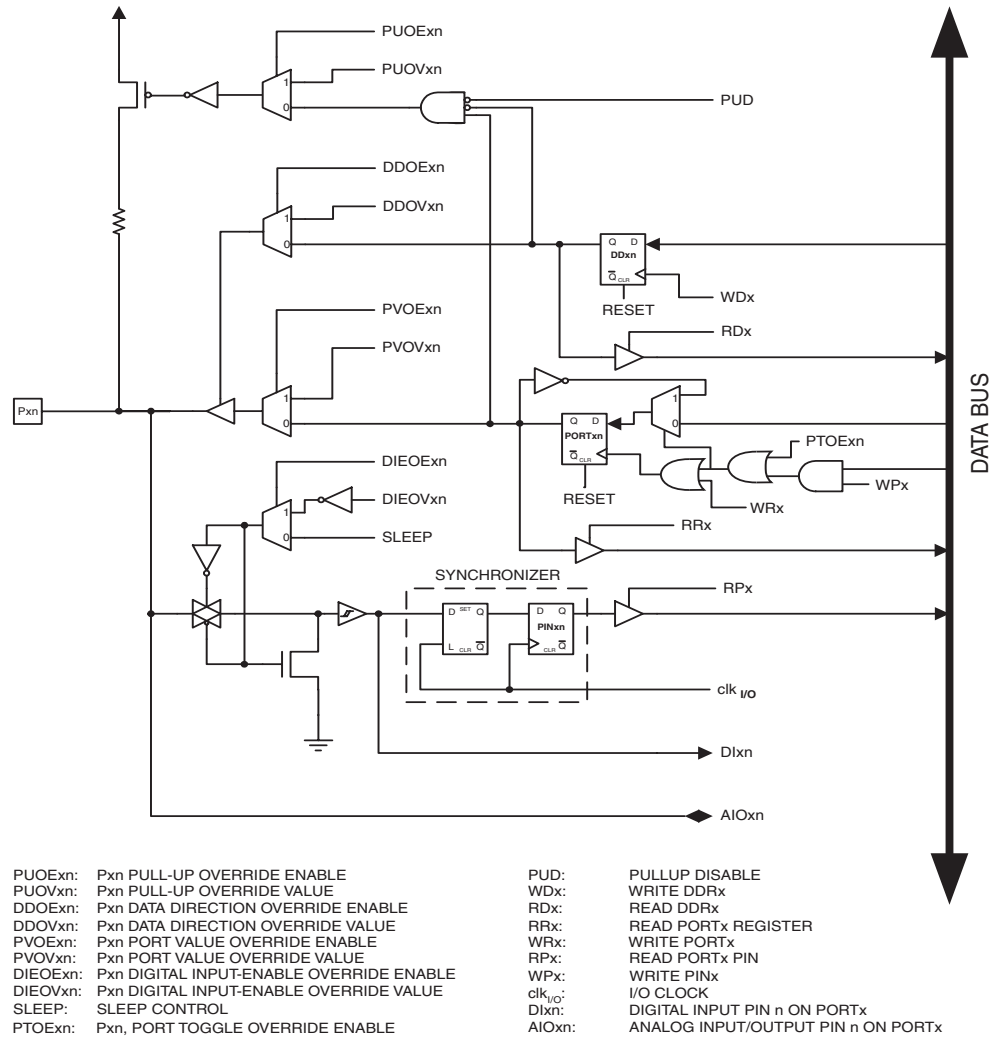 PUOExn
PUOVxn
1
0
PUD
DDOExn
DDOVxn
1
0
Q D
DDxn
Q CLR
WDx
RESET
PVOExn
RDx
PVOVxn
Pxn
1
0
1
0
Q D
PORTxn
Q CLR
PTOExn
DATA BUS
DIEOExn
WPx
RESET
WRx
DIEOVxn
1
0
SLEEP
RRx
SYNCHRONIZER
RPx
D SET Q
L CLR Q
D Q
PINxn
CLR Q
clk I/O
DIxn
AIOxn
PUOExn: Pxn PULL-UP OVERRIDE ENABLE
PUOVxn: Pxn PULL-UP OVERRIDE VALUE
DDOExn: Pxn DATA DIRECTION OVERRIDE ENABLE
DDOVxn: Pxn DATA DIRECTION OVERRIDE VALUE
PVOExn: Pxn PORT VALUE OVERRIDE ENABLE
PVOVxn: Pxn PORT VALUE OVERRIDE VALUE
DIEOExn: Pxn DIGITAL INPUT-ENABLE OVERRIDE ENABLE
DIEOVxn: Pxn DIGITAL INPUT-ENABLE OVERRIDE VALUE
SLEEP: SLEEP CONTROL
PTOExn: Pxn, PORT TOGGLE OVERRIDE ENABLE
PUD: PULLUP DISABLE
WDx: WRITE DDRx
RDx: READ DDRx
RRx: READ PORTx REGISTER
WRx: WRITE PORTx
RPx: READ PORTx PIN
WPx: WRITE PINx
clkI/O: I/O CLOCK
DIxn: DIGITAL INPUT PIN n ON PORTx
AIOxn: ANALOG INPUT/OUTPUT PIN n ON PORTx